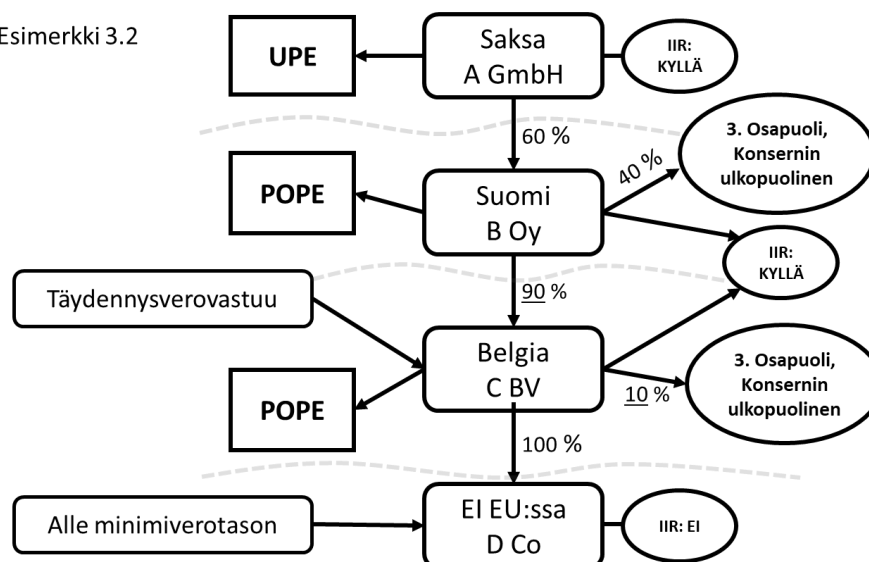 Esimerkki 3.2
UPE
Saksa
A GmbH
IIR:
KYLLÄ
60 %
3. Osapuoli,
Konsernin
ulkopuolinen
40 %
POPE
Suomi
B Oy
IIR:
KYLLÄ
90 %
Täydennysverovastuu
Belgia
C BV
3. Osapuoli,
Konsernin
ulkopuolinen
10 %
POPE
100 %
Alle minimiverotason
EI EU:ssa
D Co
IIR: EI